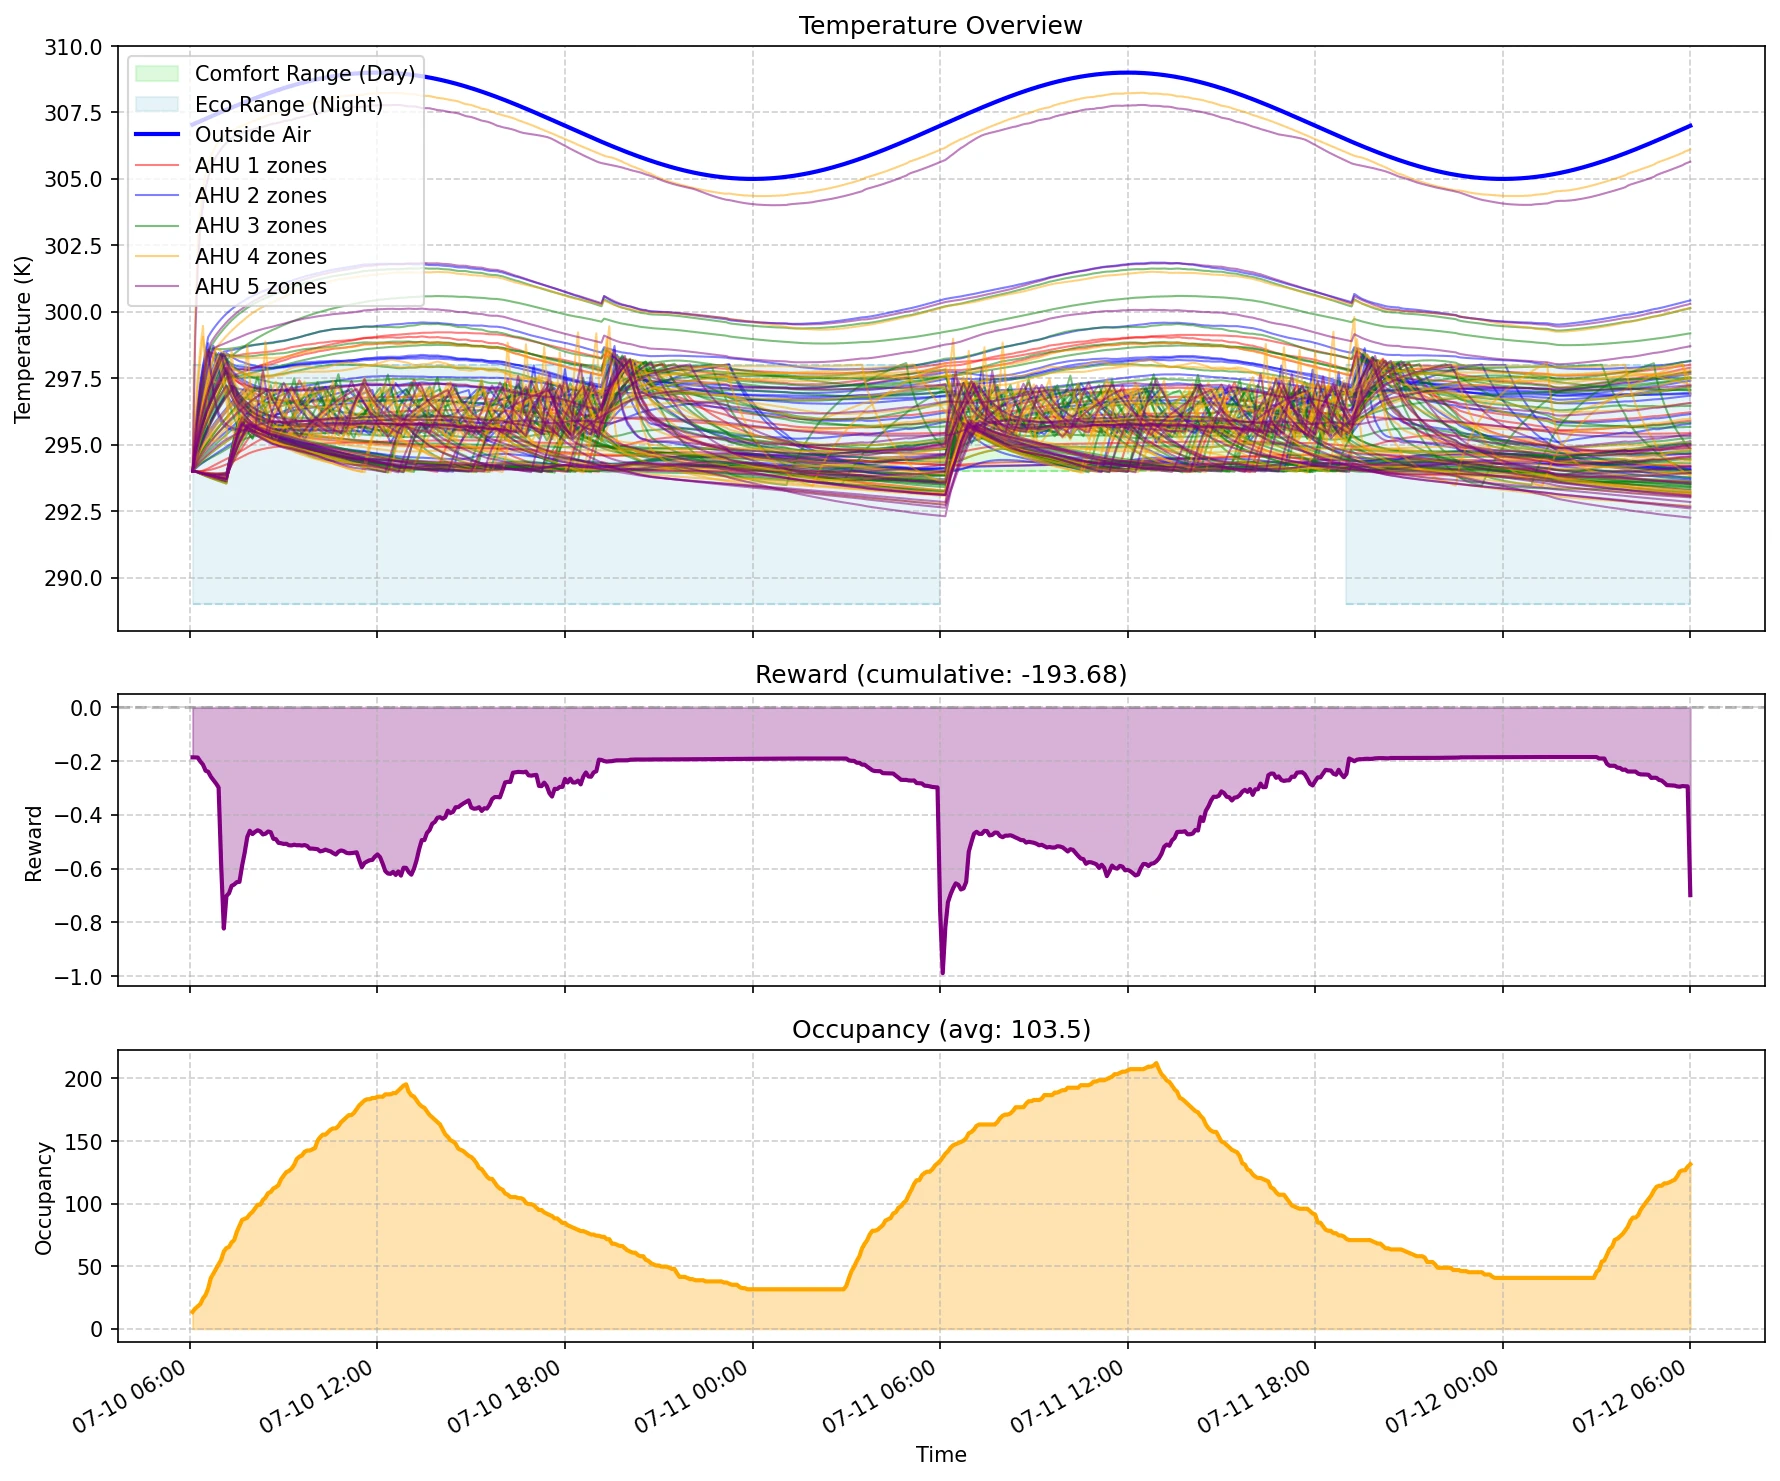 Temperature Overview
310.0
307.5
305.0
302.5
300.0
297.5
295.0
292.5
290.0
Temperature (K)
Comfort Range (Day)
Eco Range (Night)
Outside Air
AHU 1 zones
AHU 2 zones
AHU 3 zones
AHU 4 zones
AHU 5 zones
Reward (cumulative: -193.68)
0.0
−0.2
−0.4
−0.6
−0.8
−1.0
Reward
Occupancy (avg: 103.5)
200
150
100
50
0
Occupancy
07-10 06:00
07-10 12:00
07-10 18:00
07-11 00:00
07-11 06:00
07-11 12:00
07-11 18:00
07-12 00:00
07-12 06:00
Time